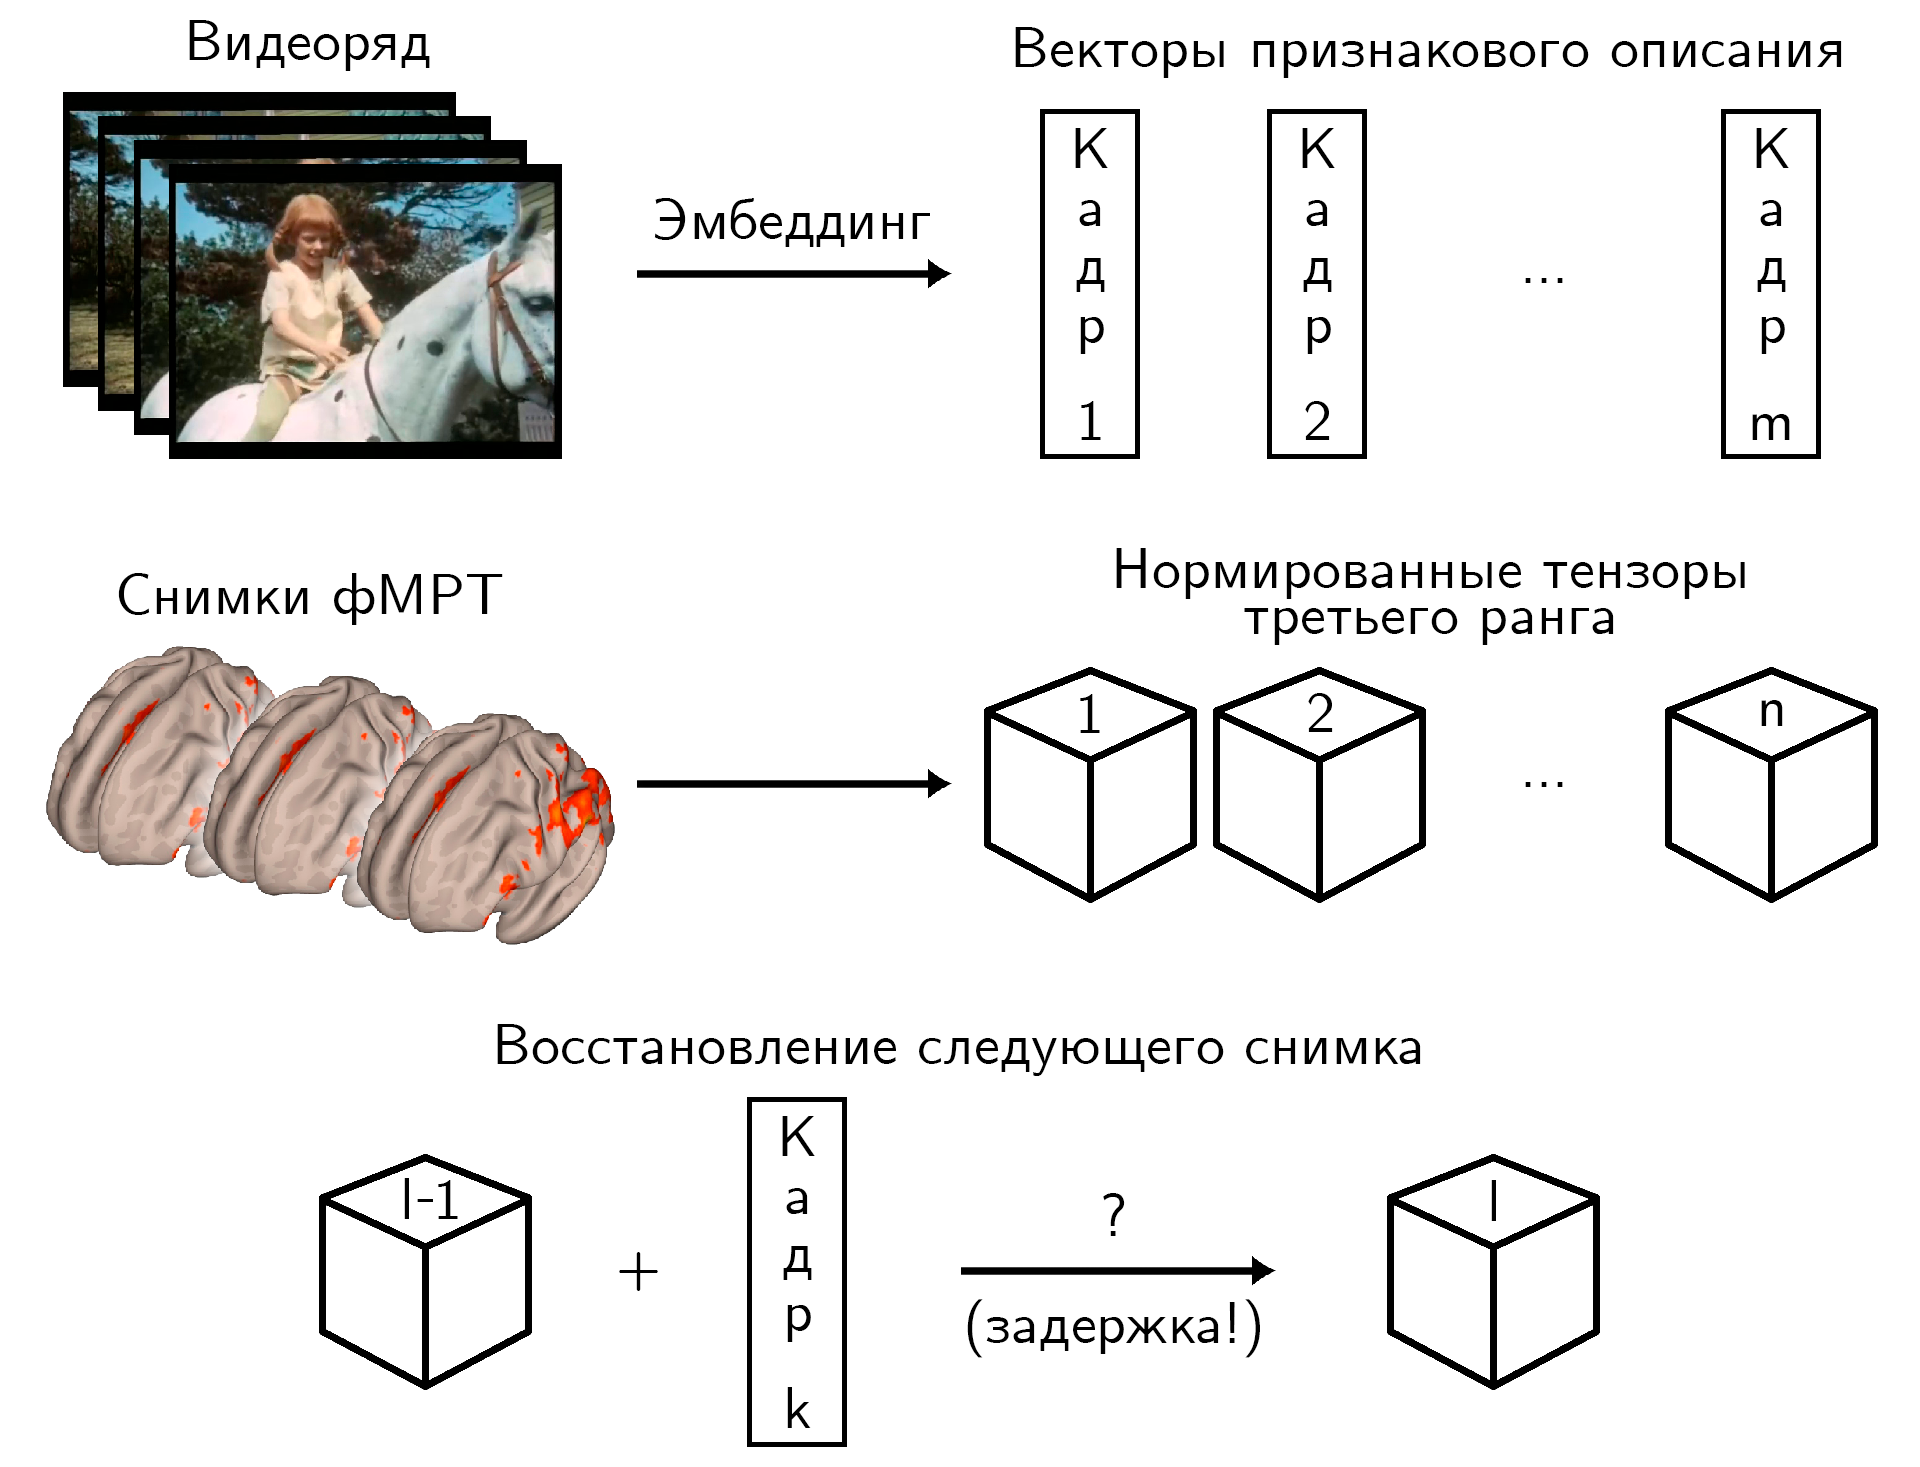 Видеоряд
Векторы признакового описания
Эмбеддинг
Кадр 1
Кадр 2
...
Кадр m
Снимки фМРТ
Нормированные тензоры
третьего ранга
1
2
...
n
Восстановление следующего снимка
l-1
+
Кадр k
?
(задержка!)
l